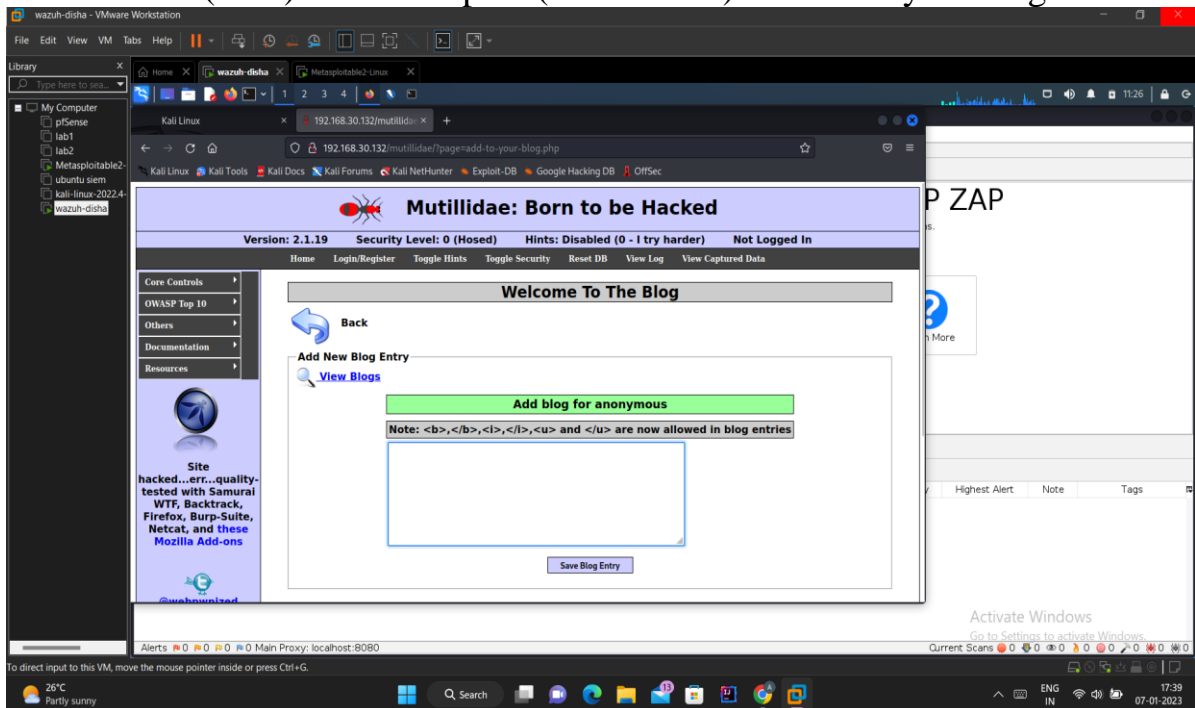 wazuh-disha - VMware Workstation
File Edit View VM Tabs Help
Library X
Type here to sea...
Home X wazuh-disha X Metasploitable2-Linux X
1 2 3 4
11:26
My Computer
pfSense
lab1
lab2
Metasploitable2-
ubuntu siem
kali-linux-2022.4-
wazuh-disha
Kali Linux × 192.168.30.132/mutillidae × +
192.168.30.132/mutillidae/?page=add-to-your-blog.php
Kali Linux Kali Tools Kali Docs Kali Forums Kali NetHunter Exploit-DB Google Hacking DB OffSec
P ZAP
Mutillidae: Born to be Hacked
Version: 2.1.19 Security Level: 0 (Hosed) Hints: Disabled (0 - I try harder) Not Logged In
Home Login/Register Toggle Hints Toggle Security Reset DB View Log View Captured Data
Core Controls
OWASP Top 10
Others
Documentation
Resources
Welcome To The Blog
Back
More
Add New Blog Entry
View Blogs
Add blog for anonymous
Note: <b>,</b>,<i>,</i>,<u> and </u> are now allowed in blog entries
Save Blog Entry
Site
hacked...err...quality-
tested with Samurai
WTF, Backtrack,
Firefox, Burp-Suite,
Netcat, and these
Mozilla Add-ons
@webpwnized
Highest Alert Note Tags
Activate Windows
Go to Settings to activate Windows.
Alerts 0 0 0 0 Main Proxy: localhost:8080
Current Scans 0 0 0 0 0 0 0 0
To direct input to this VM, move the mouse pointer inside or press Ctrl+G.
26°C
Partly sunny
Search
13
ENG
IN
17:39
07-01-2023